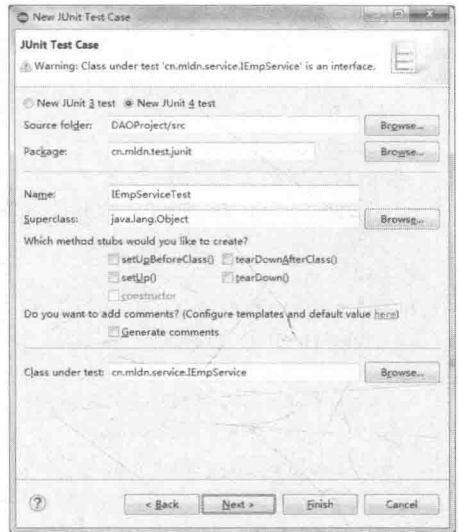 New JUnit Test Case
JUnit Test Case
Warning: Class under test 'cn.mldn.service.IEmpService' is an interface.
New JUnit 3 test New JUnit 4 test
Source folder: DAOProject/src Browse...
Package: cn.mldn.test.junit Browse...
Name: IEmpServiceTest
Superclass: java.lang.Object Browse...
Which method stubs would you like to create?
setUpBeforeClass() tearDownAfterClass()
setUp() tearDown()
constructor
Do you want to add comments? (Configure templates and default value here)
Generate comments
Class under test: cn.mldn.service.IEmpService Browse...
? < Back Next > Finish Cancel